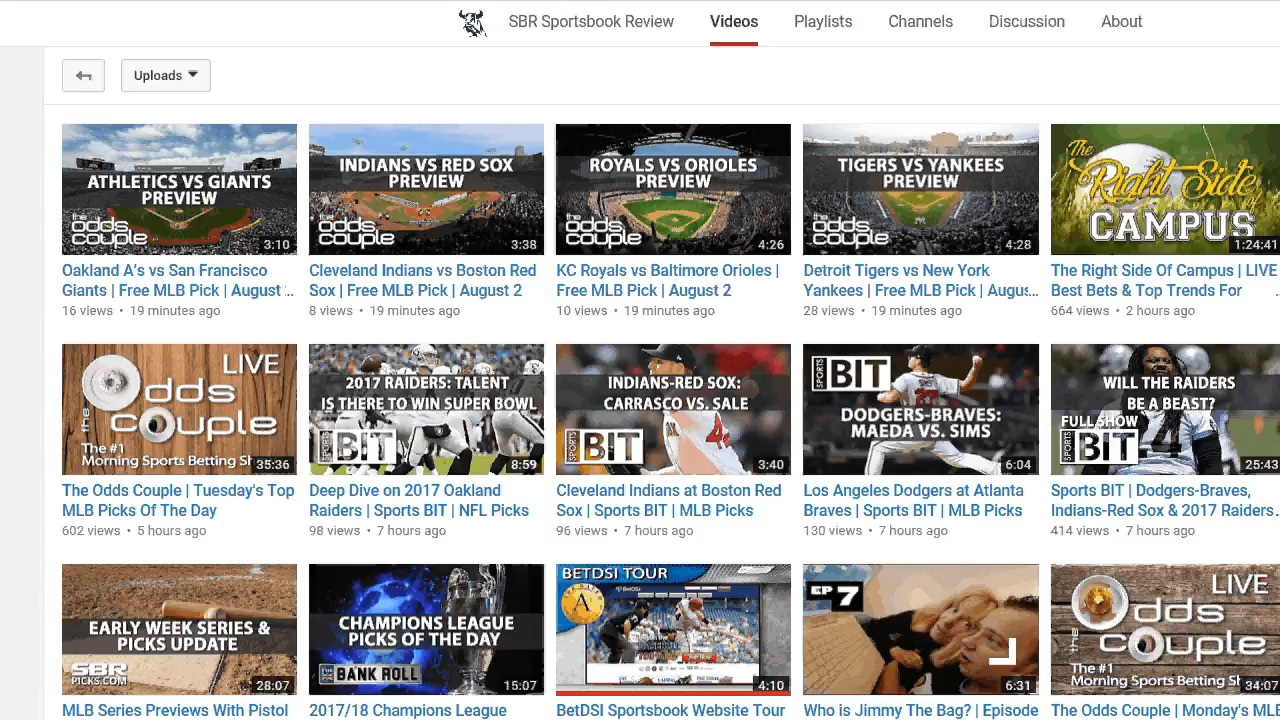 SBR Sportsbook Review Videos Playlists Channels Discussion About
Uploads
ATHLETICS VS GIANTS
PREVIEW
the
odds
couple
3:10
INDIANS VS RED SOX
PREVIEW
the
odds
couple
3:38
ROYALS VS ORIOLES
PREVIEW
the
odds
couple
4:26
TIGERS VS YANKEES
PREVIEW
the
odds
couple
4:28
The
Right Side
of
CAMPUS
1:24:41
Oakland A's vs San Francisco
Giants | Free MLB Pick | August ...
16 views • 19 minutes ago
Cleveland Indians vs Boston Red
Sox | Free MLB Pick | August 2
8 views • 19 minutes ago
KC Royals vs Baltimore Orioles |
Free MLB Pick | August 2
10 views • 19 minutes ago
Detroit Tigers vs New York
Yankees | Free MLB Pick | Augus...
28 views • 19 minutes ago
The Right Side Of Campus | LIVE
Best Bets & Top Trends For
664 views • 2 hours ago
LIVE
the
Odds
Couple
The #1
Morning Sports Betting Sh
35:36
2017 RAIDERS: TALENT
IS THERE TO WIN SUPER BOWL
SPORTS BIT
8:59
INDIANS-RED SOX:
CARRASCO VS. SALE
SPORTS BIT
3:40
SPORTS BIT
DODGERS-BRAVES:
MAEDA VS. SIMS
6:04
WILL THE RAIDERS
BE A BEAST?
FULL SHOW
SPORTS BIT
25:43
The Odds Couple | Tuesday's Top
MLB Picks Of The Day
602 views • 5 hours ago
Deep Dive on 2017 Oakland
Raiders | Sports BIT | NFL Picks
98 views • 7 hours ago
Cleveland Indians at Boston Red
Sox | Sports BIT | MLB Picks
96 views • 7 hours ago
Los Angeles Dodgers at Atlanta
Braves | Sports BIT | MLB Picks
130 views • 7 hours ago
Sports BIT | Dodgers-Braves,
Indians-Red Sox & 2017 Raiders...
414 views • 7 hours ago
EARLY WEEK SERIES &
PICKS UPDATE
SBR
PICKS.COM
28:07
CHAMPIONS LEAGUE
PICKS OF THE DAY
BANK ROLL
15:07
BETDSI TOUR
BetDSI
A
4:10
EP 7
6:31
LIVE
the
Odds
Couple
The #1
Morning Sports Betting Sh
34:07
MLB Series Previews With Pistol
2017/18 Champions League
BetDSI Sportsbook Website Tour
Who is Jimmy The Bag? | Episode
The Odds Couple | Monday's MLB